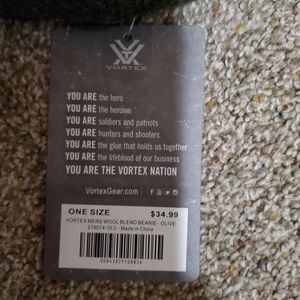 VORTEX
YOU ARE the hero
YOU ARE the heroine
YOU ARE soldiers and patriots
YOU ARE hunters and shooters
YOU ARE the glue that holds us together
YOU ARE the lifeblood of our business
YOU ARE THE VORTEX NATION
VortexGear.com
ONE SIZE $34.99
VORTEX MENS WOOL BLEND BEANIE- OLIVE
219074-OLV - Made in China